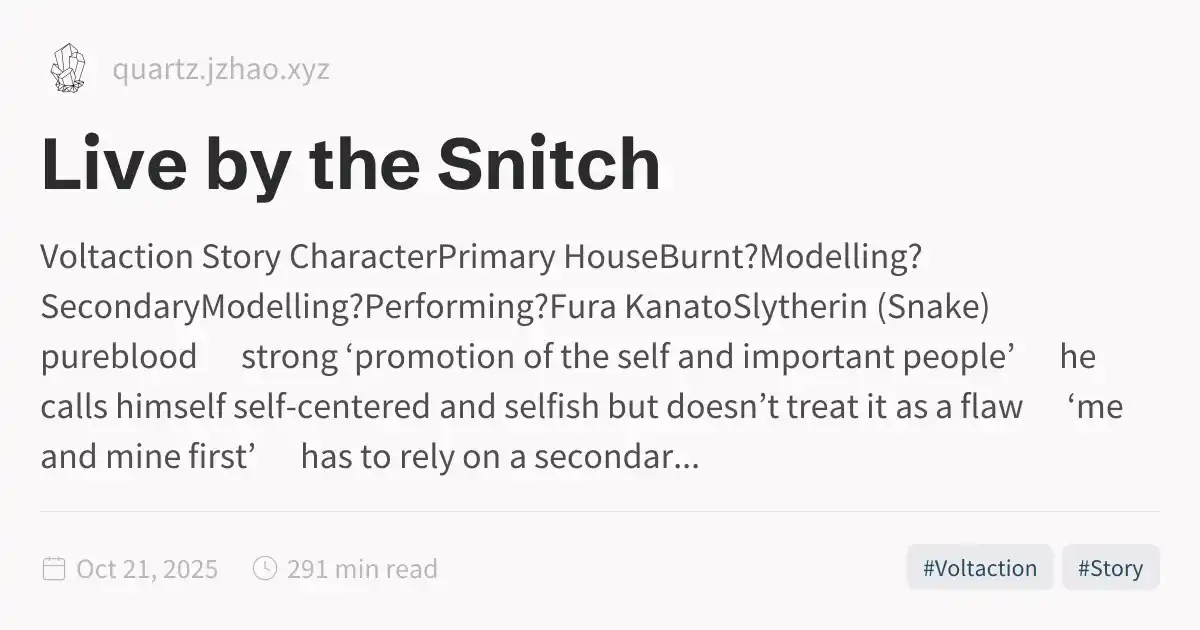 quartz.jzhao.xyz
Live by the Snitch
Voltaction Story CharacterPrimary HouseBurnt?Modelling?
SecondaryModelling?Performing?Fura KanatoSlytherin (Snake)
pureblood strong ‘promotion of the self and important people’ he
calls himself self-centered and selfish but doesn’t treat it as a flaw ‘me
and mine first’ has to rely on a secondar...
Oct 21, 2025 291 min read #Voltaction #Story